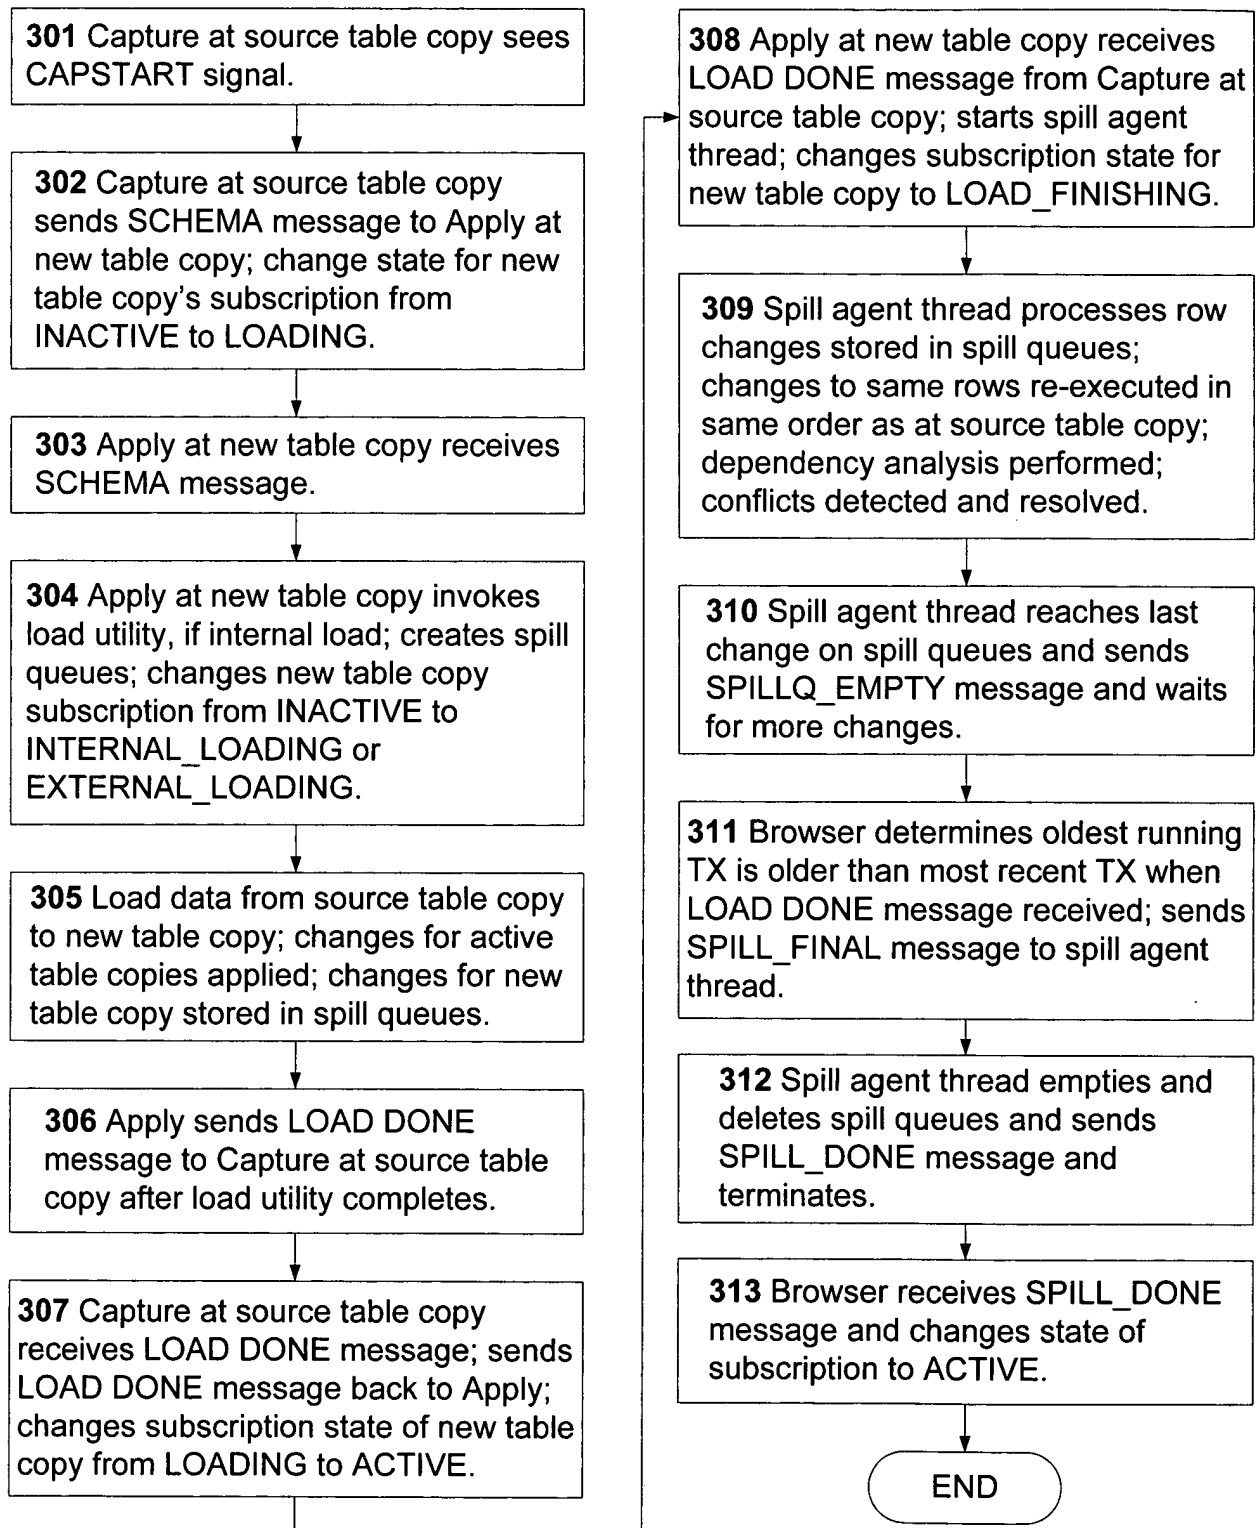 301 Capture at source table copy sees
CAPSTART signal.
302 Capture at source table copy
sends SCHEMA message to Apply at
new table copy; change state for new
table copy's subscription from
INACTIVE to LOADING.
303 Apply at new table copy receives
SCHEMA message.
304 Apply at new table copy invokes
load utility, if internal load; creates spill
queues; changes new table copy
subscription from INACTIVE to
INTERNAL_LOADING or
EXTERNAL_LOADING.
305 Load data from source table copy
to new table copy; changes for active
table copies applied; changes for new
table copy stored in spill queues.
306 Apply sends LOAD DONE
message to Capture at source table
copy after load utility completes.
307 Capture at source table copy
receives LOAD DONE message; sends
LOAD DONE message back to Apply;
changes subscription state of new table
copy from LOADING to ACTIVE.
308 Apply at new table copy receives
LOAD DONE message from Capture at
source table copy; starts spill agent
thread; changes subscription state for
new table copy to LOAD_FINISHING.
309 Spill agent thread processes row
changes stored in spill queues;
changes to same rows re-executed in
same order as at source table copy;
dependency analysis performed;
conflicts detected and resolved.
310 Spill agent thread reaches last
change on spill queues and sends
SPILLQ_EMPTY message and waits
for more changes.
311 Browser determines oldest running
TX is older than most recent TX when
LOAD DONE message received; sends
SPILL_FINAL message to spill agent
thread.
312 Spill agent thread empties and
deletes spill queues and sends
SPILL_DONE message and
terminates.
313 Browser receives SPILL_DONE
message and changes state of
subscription to ACTIVE.
END